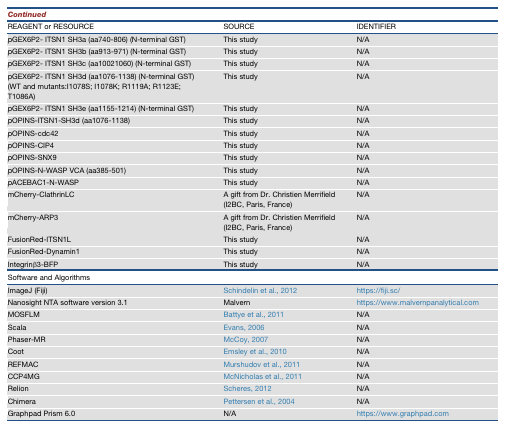 Continued
REAGENT or RESOURCE SOURCE IDENTIFIER
pGEX6P2- ITSN1 SH3a (aa740-806) (N-terminal GST) This study N/A
pGEX6P2- ITSN1 SH3b (aa913-971) (N-terminal GST) This study N/A
pGEX6P2- ITSN1 SH3c (aa10021060) (N-terminal GST) This study N/A
pGEX6P2- ITSN1 SH3d (aa1076-1138) (N-terminal GST) This study N/A
(WT and mutants:I1078S; I1078K; R1119A; R1123E;
T1086A)
pGEX6P2- ITSN1 SH3e (aa1155-1214) (N-terminal GST) This study N/A
pOPINS-ITSN1-SH3d (aa1076-1138) This study N/A
pOPINS-cdc42 This study N/A
pOPINS-CIP4 This study N/A
pOPINS-SNX9 This study N/A
pOPINS-N-WASP VCA (aa385-501) This study N/A
pACEBAC1-N-WASP This study N/A
mCherry-ClathrinLC A gift from Dr. Christien Merrifield N/A
(I2BC, Paris, France)
mCherry-ARP3 A gift from Dr. Christien Merrifield N/A
(I2BC, Paris, France)
FusionRed-ITSN1L This study N/A
FusionRed-Dynamin1 This study N/A
Integrinβ3-BFP This study N/A
Software and Algorithms
ImageJ (Fiji) Schindelin et al., 2012 https://fiji.sc/
Nanosight NTA software version 3.1 Malvern https://www.malvernpanalytical.com
MOSFLM Battye et al., 2011 N/A
Scala Evans, 2006 N/A
Phaser-MR McCoy, 2007 N/A
Coot Emsley et al., 2010 N/A
REFMAC Murshudov et al., 2011 N/A
CCP4MG McNicholas et al., 2011 N/A
Relion Scheres, 2012 N/A
Chimera Pettersen et al., 2004 N/A
Graphpad Prism 6.0 N/A https://www.graphpad.com